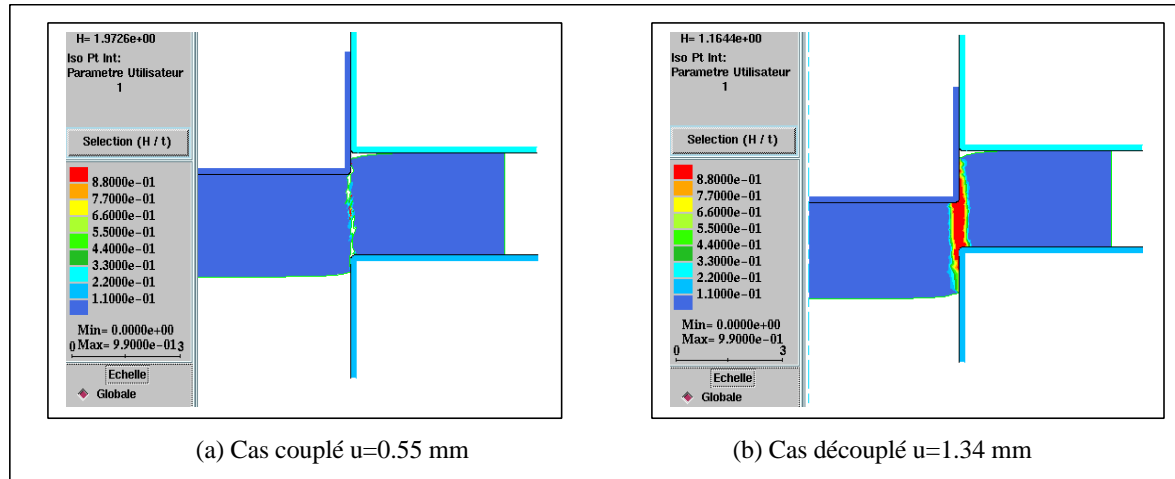 H= 1.9726e+00
Iso Pt Int:
Parametre Utilisateur
1
Selection (H / t)
8.8000e-01
7.7000e-01
6.6000e-01
5.5000e-01
4.4000e-01
3.3000e-01
2.2000e-01
1.1000e-01
Min= 0.0000e+00
Max= 9.9000e-01
0 3
Echelle
Globale
(a) Cas couplé u=0.55 mm
H= 1.1644e+00
Iso Pt Int:
Parametre Utilisateur
1
Selection (H / t)
8.8000e-01
7.7000e-01
6.6000e-01
5.5000e-01
4.4000e-01
3.3000e-01
2.2000e-01
1.1000e-01
Min= 0.0000e+00
Max= 9.9000e-01
0 3
Echelle
Globale
(b) Cas découplé u=1.34 mm